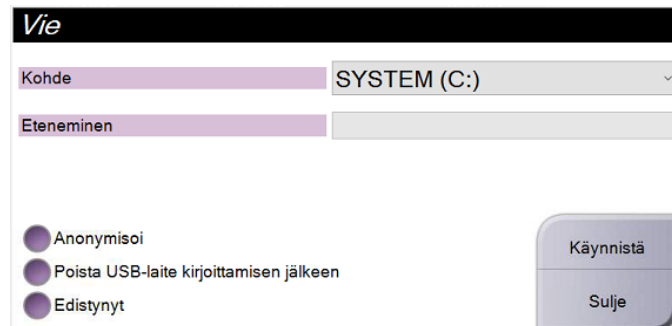 Vie
Kohde
SYSTEM (C:)
Eteneminen
Anonymisoi
Poista USB-laite kirjoittamisen jälkeen
Edistynyt
Käynnistä
Sulje